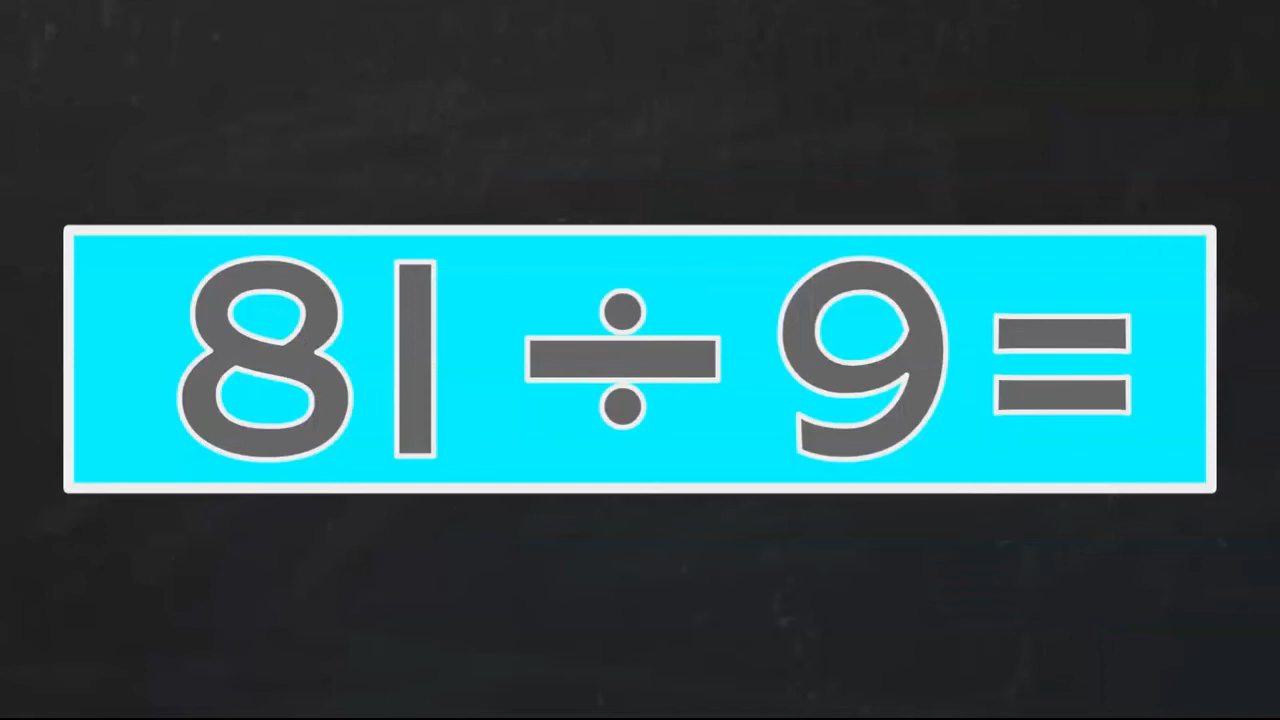 81 ÷ 9 =